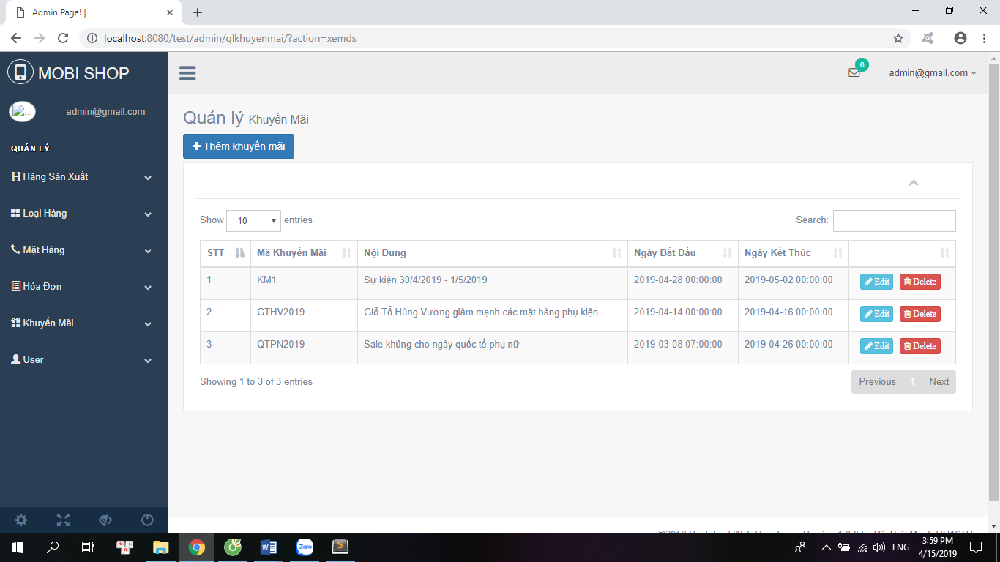 Admin Page! |
localhost:8080/test/admin/qlkhuyenmai/?action=xemds
MOBI SHOP
6
admin@gmail.com
admin@gmail.com
Quản lý Khuyến Mãi
QUẢN LÝ
Thêm khuyến mãi
H Hãng Sản Xuất
Loại Hàng
Mặt Hàng
Hóa Đơn
Khuyến Mãi
User
Show 10 entries
Search:
STT Mã Khuyến Mãi Nội Dung Ngày Bắt Đầu Ngày Kết Thúc
1 KM1 Sự kiện 30/4/2019 - 1/5/2019 2019-04-28 00:00:00 2019-05-02 00:00:00 Edit Delete
2 GTHV2019 Giỗ Tổ Hùng Vương giảm mạnh các mặt hàng phụ kiện 2019-04-14 00:00:00 2019-04-16 00:00:00 Edit Delete
3 QTPN2019 Sale khủng cho ngày quốc tế phụ nữ 2019-03-08 07:00:00 2019-04-26 00:00:00 Edit Delete
Showing 1 to 3 of 3 entries
Previous 1 Next
Zalo
ENG
3:59 PM
4/15/2019